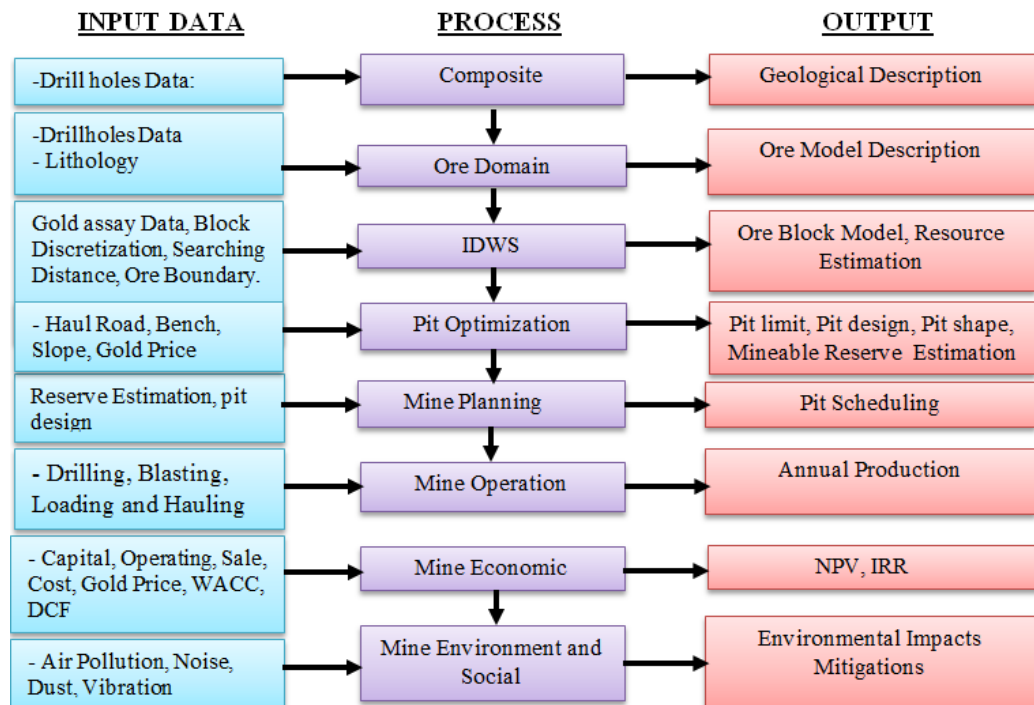 INPUT DATA
PROCESS
OUTPUT
-Drill holes Data:
Composite
Geological Description
-Drillholes Data
- Lithology
Ore Domain
Ore Model Description
Gold assay Data, Block
Discretization, Searching
Distance, Ore Boundary.
IDWS
Ore Block Model, Resource
Estimation
- Haul Road, Bench,
Slope, Gold Price
Pit Optimization
Pit limit, Pit design, Pit shape,
Mineable Reserve Estimation
Reserve Estimation, pit
design
Mine Planning
Pit Scheduling
- Drilling, Blasting,
Loading and Hauling
Mine Operation
Annual Production
- Capital, Operating, Sale,
Cost, Gold Price, WACC,
DCF
Mine Economic
NPV, IRR
- Air Pollution, Noise,
Dust, Vibration
Mine Environment and
Social
Environmental Impacts
Mitigations